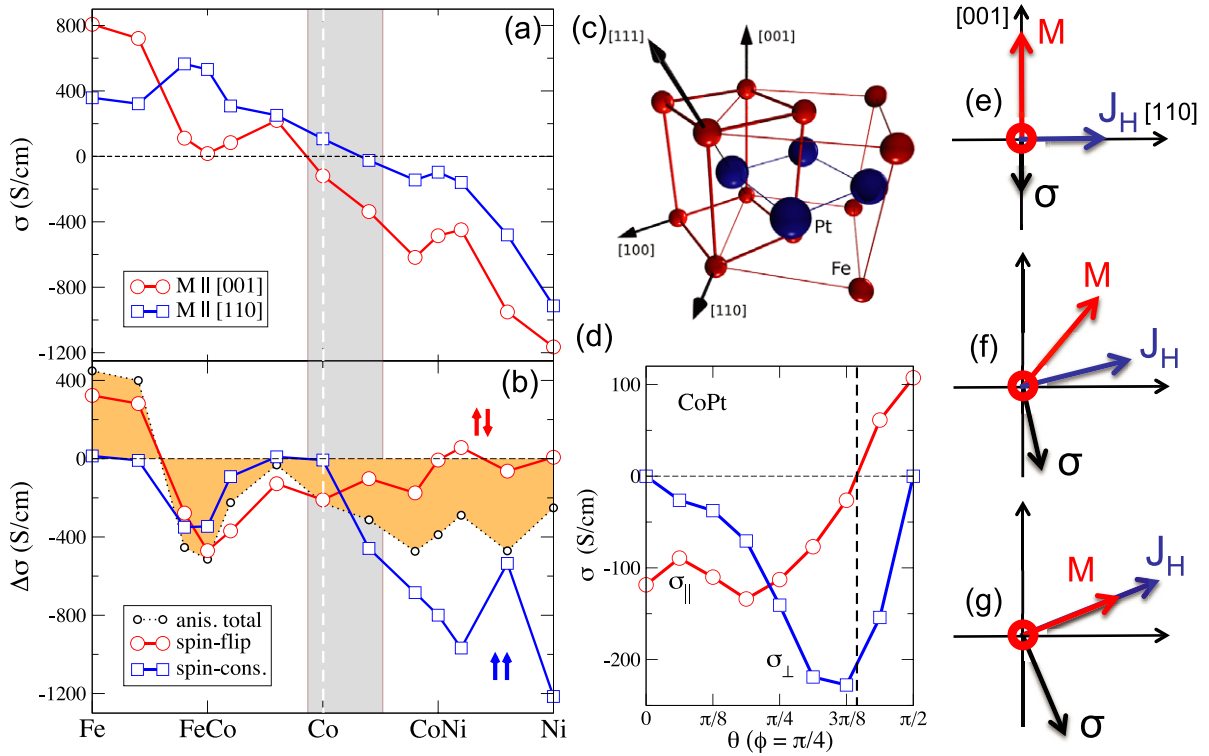 (a)
800
400
0
-400
-800
-1200
σ (S/cm)
M || [001]
M || [110]
(b)
400
0
-400
-800
-1200
Δσ (S/cm)
anis. total
spin-flip
spin-cons.
Fe
FeCo
Co
CoNi
Ni
(c)
[111]
[001]
[100]
[110]
Pt
Fe
(d)
CoPt
100
0
-100
-200
σ (S/cm)
σ||
σ⊥
0
π/8
π/4
3π/8
π/2
θ (ϕ = π/4)
[001]
M
(e)
J_H
[110]
σ
M
(f)
J_H
σ
M
J_H
(g)
σ